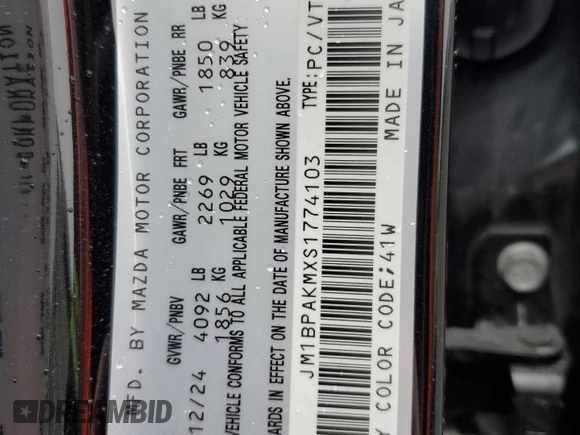 MFD. BY MAZDA MOTOR CORPORATION
GVWR/PNBV GAWR/PNBE FRT GAWR/PNBE RR
12/24 4092 LB 2269 LB 1850 LB
1856 KG 1029 KG 839 KG
VEHICLE CONFORMS TO ALL APPLICABLE FEDERAL MOTOR VEHICLE SAFETY
ARDS IN EFFECT ON THE DATE OF MANUFACTURE SHOWN ABOVE.
JM1BPAKMXS1774103 TYPE:PC/VT
Y COLOR CODE;41W MADE IN JA
DREAMBID